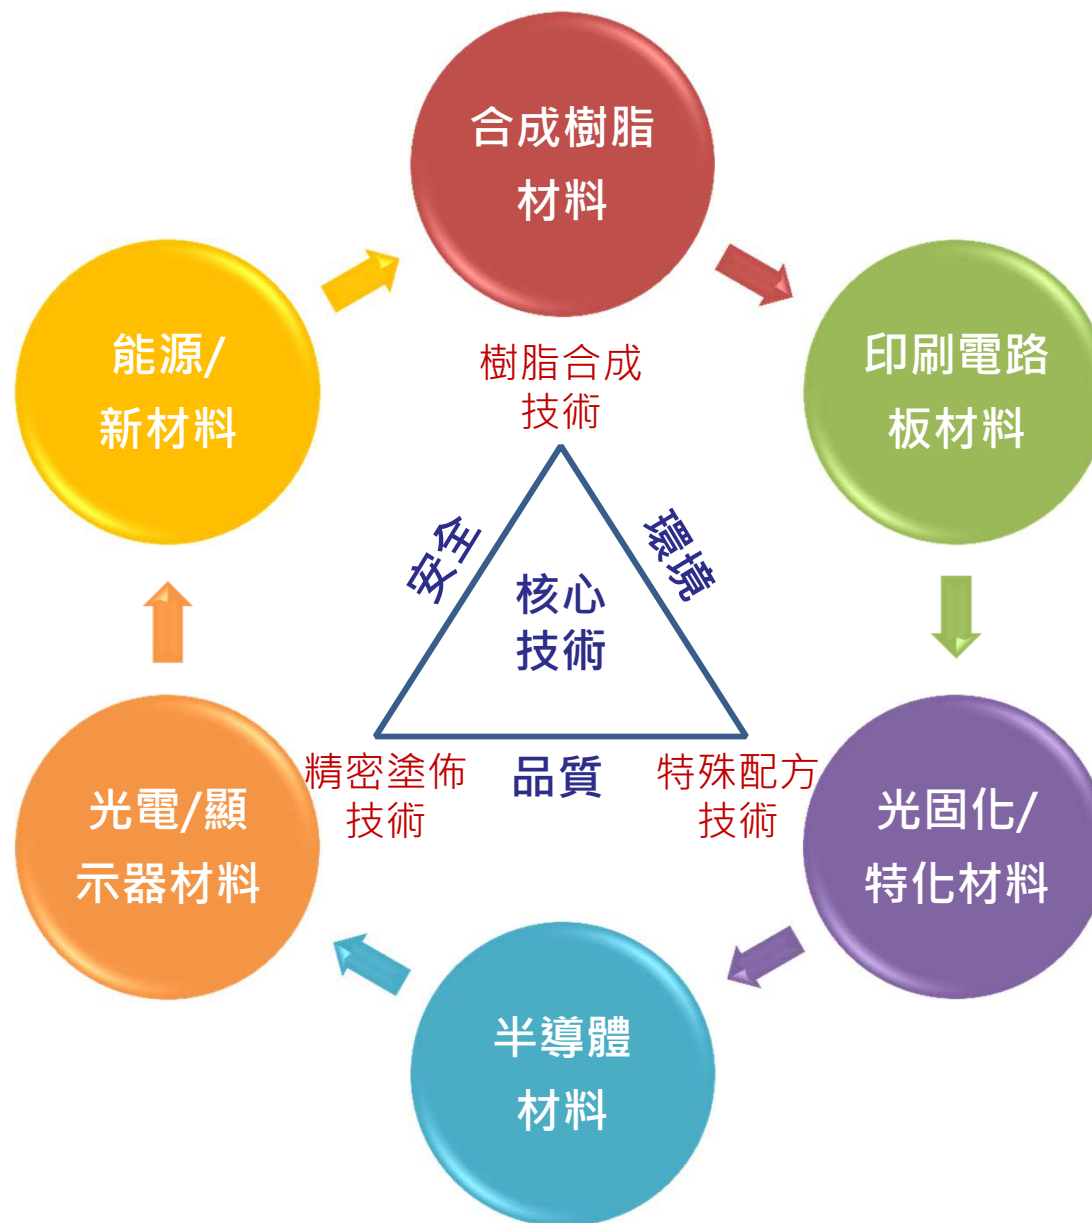 合成樹脂
材料
能源/
新材料
印刷電路
板材料
樹脂合成
技術
安全
環境
核心
技術
精密塗佈
技術
品質
特殊配方
技術
光電/顯
示器材料
光固化/
特化材料
半導體
材料